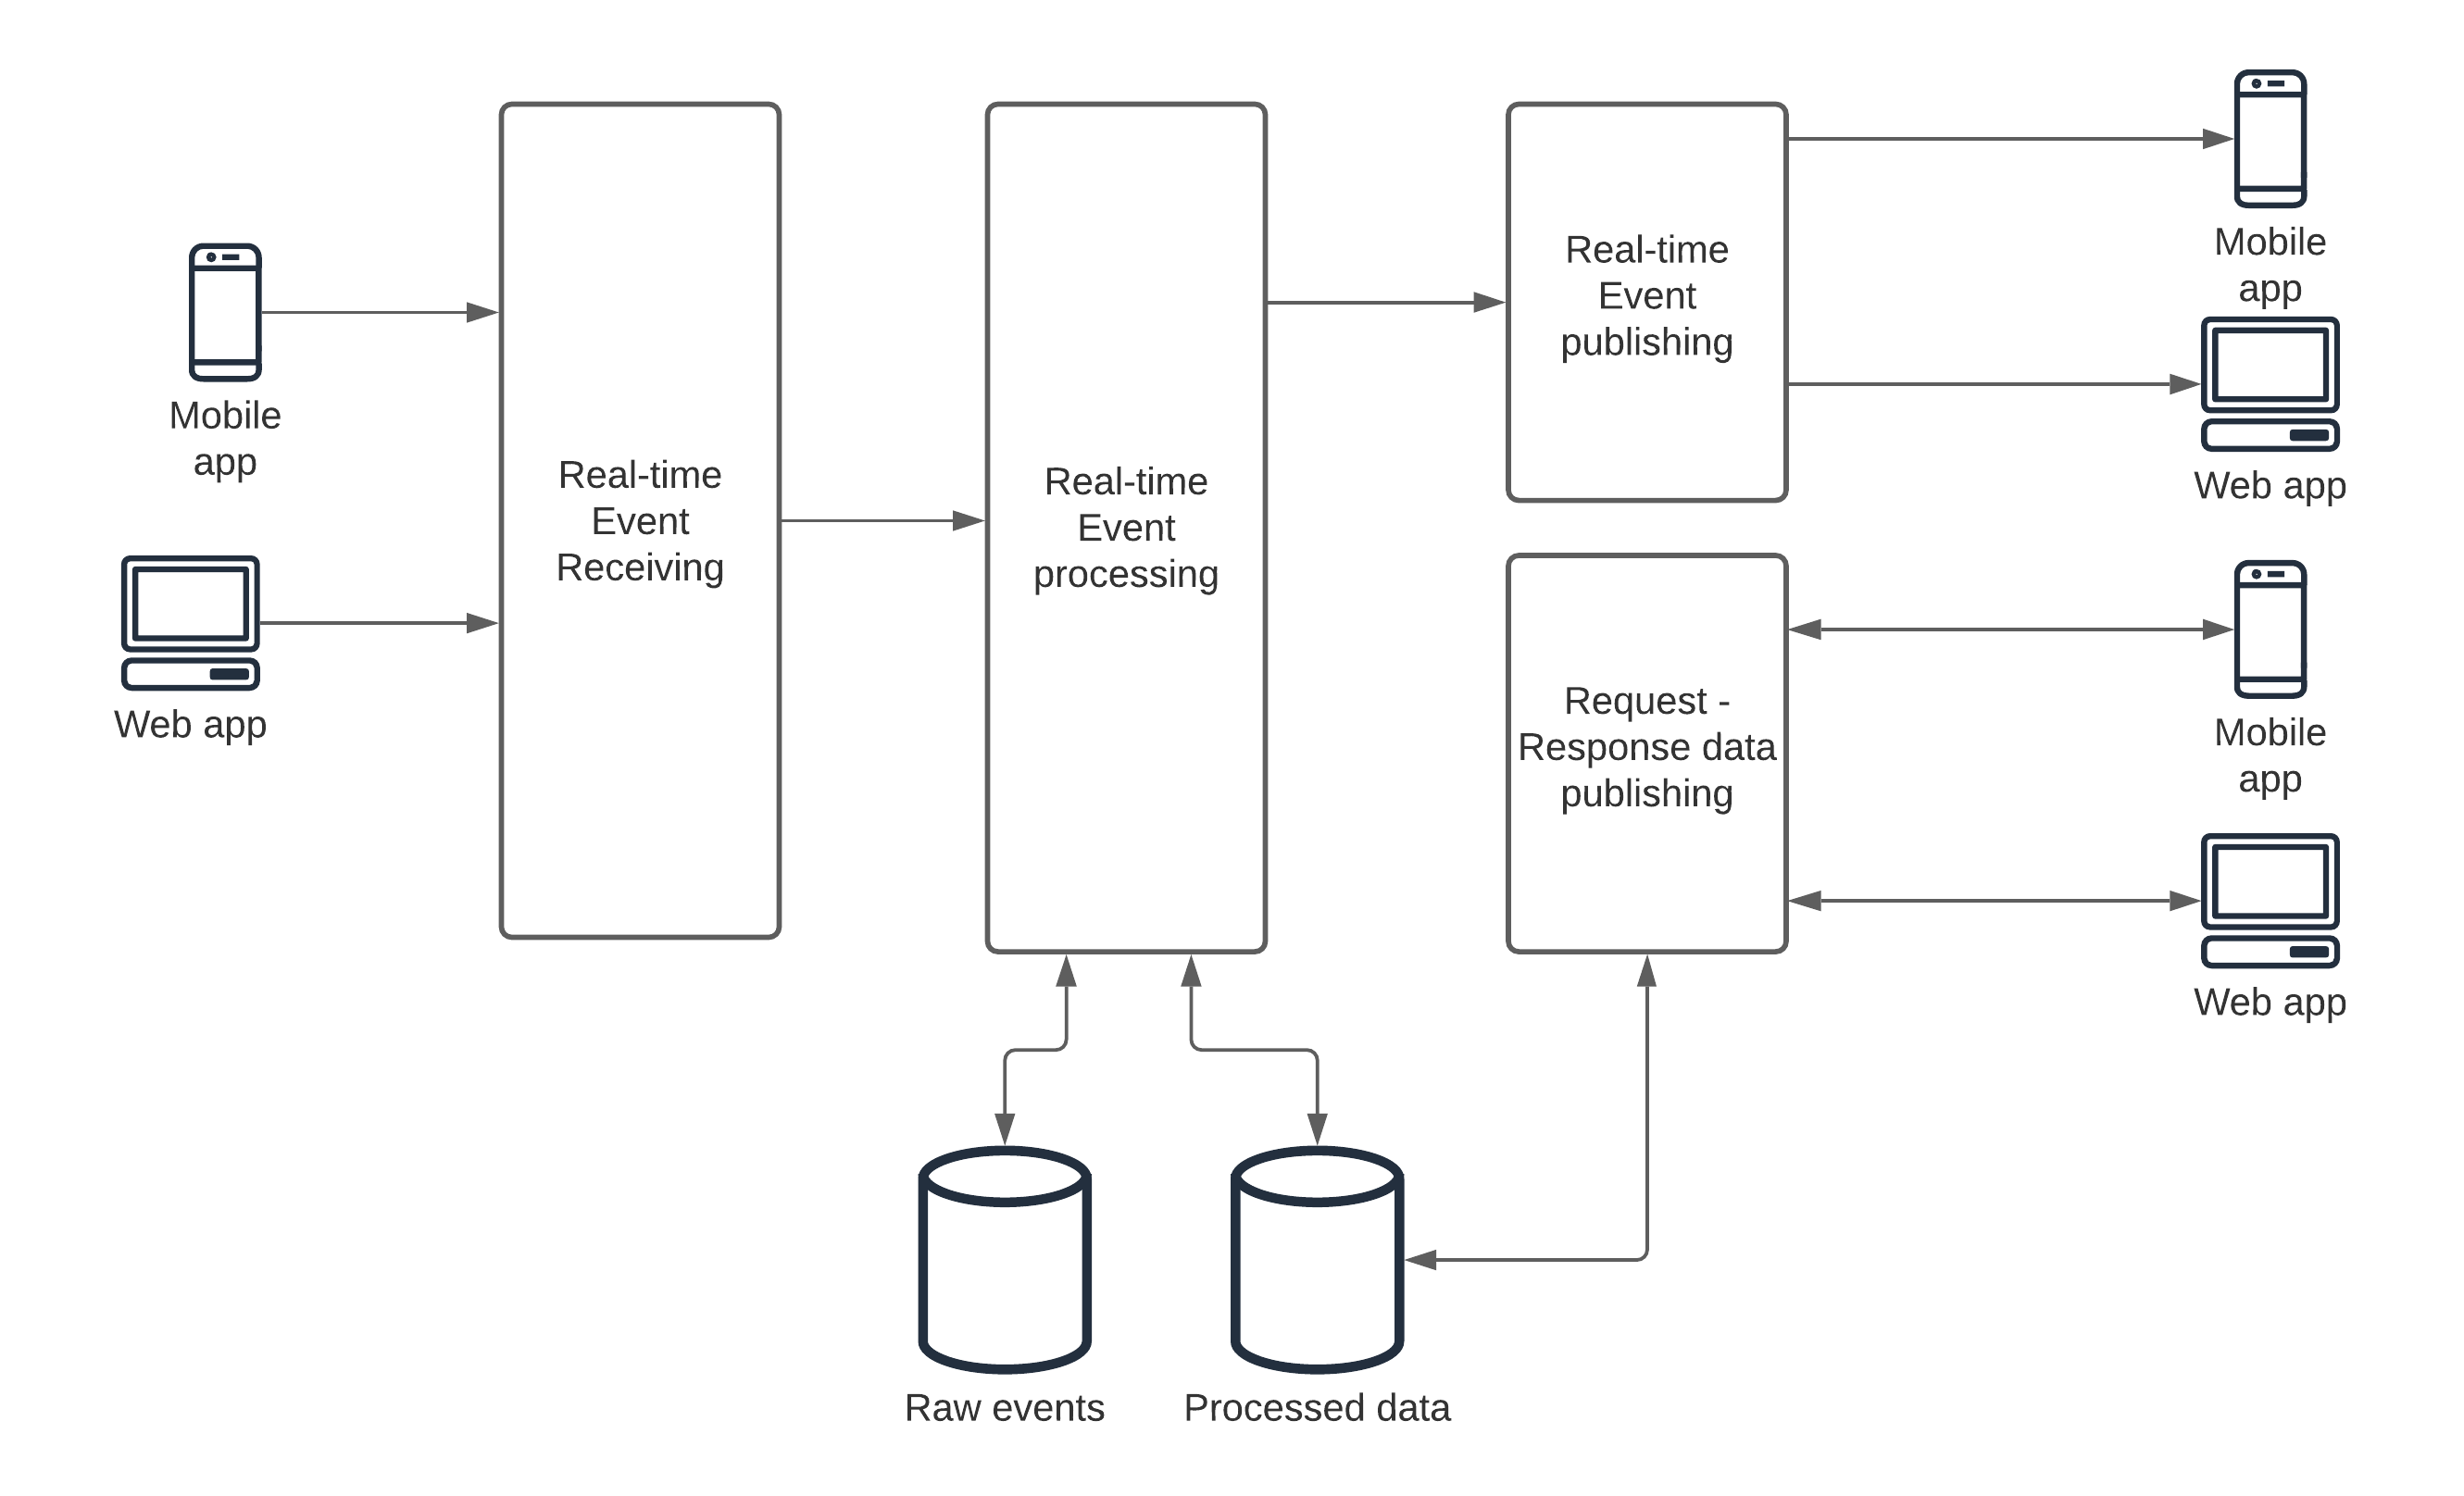 Mobile
app
Web app
Real-time
Event
Receiving
Real-time
Event
processing
Real-time
Event
publishing
Request -
Response data
publishing
Mobile
app
Web app
Mobile
app
Web app
Raw events
Processed data